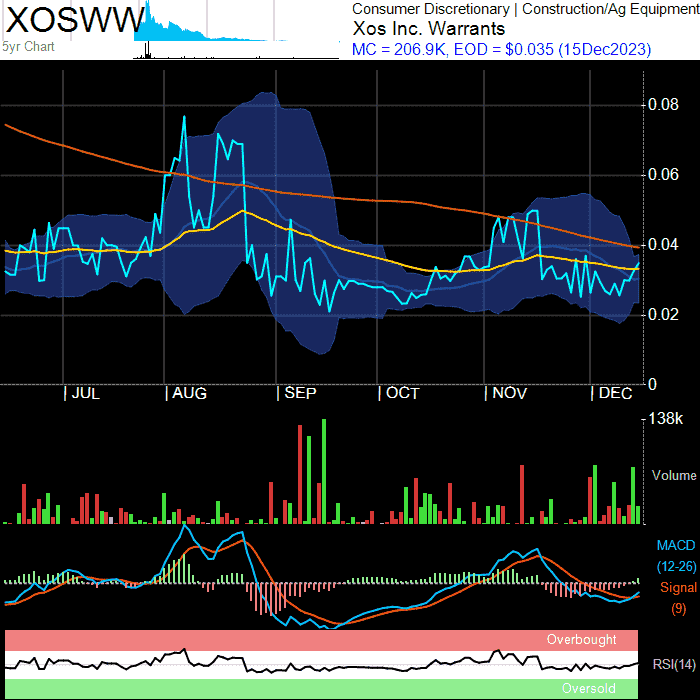 XOSWW
5yr Chart
Consumer Discretionary | Construction/Ag Equipment
Xos Inc. Warrants
MC = 206.9K, EOD = $0.035 (15Dec2023)
0.08
0.06
0.04
0.02
0
| JUL | AUG | SEP | OCT | NOV | DEC
138k
Volume
MACD
(12-26)
Signal
(9)
Overbought
RSI(14)
Oversold